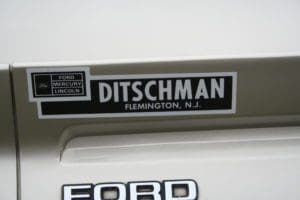 FORD
MERCURY
LINCOLN
DITSCHMAN
FLEMINGTON, N.J.
FORD